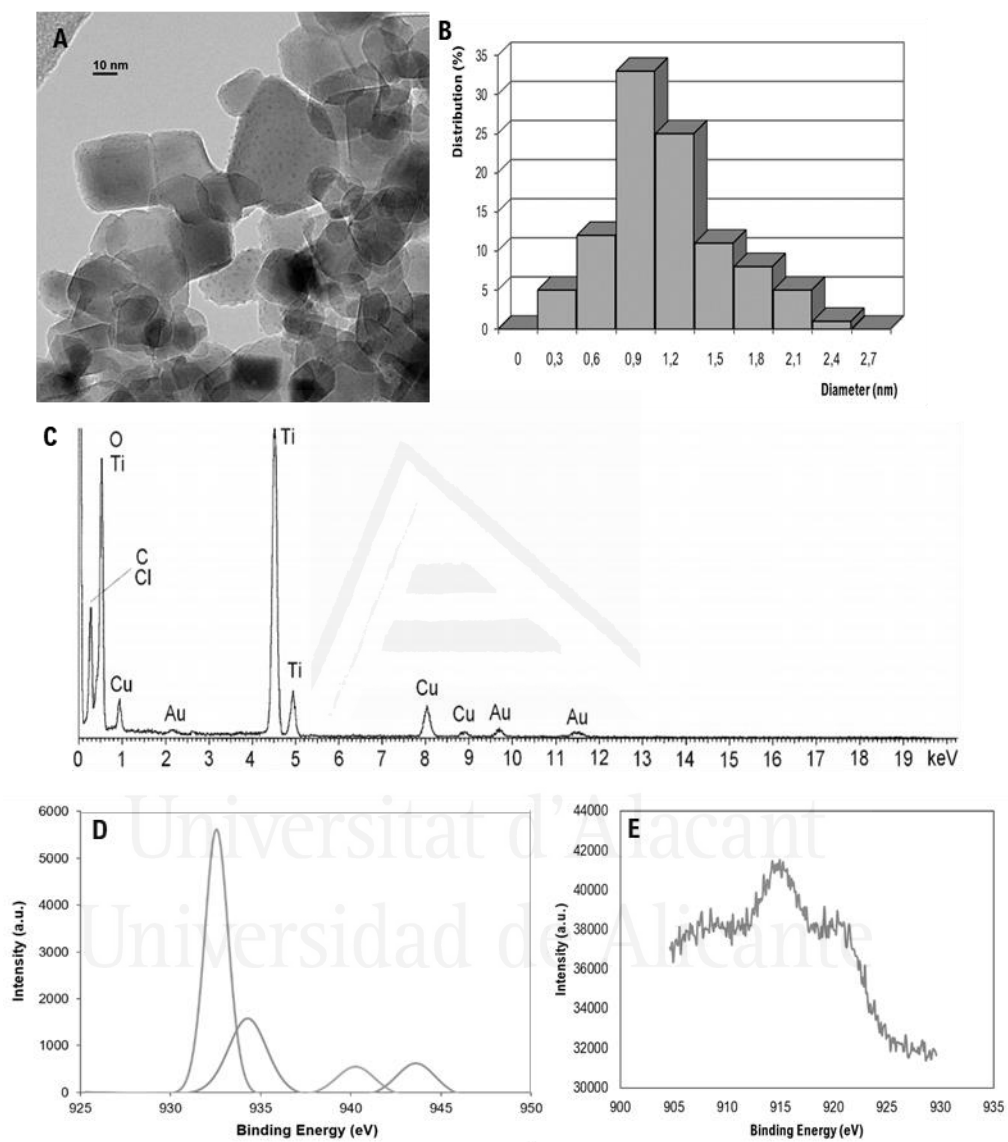 A
10 nm
B
Distribution (%)
35
30
25
20
15
10
5
0
0 0,3 0,6 0,9 1,2 1,5 1,8 2,1 2,4 2,7
Diameter (nm)
C
O
Ti
C
Cl
Cu
Au
Ti
Ti
Cu
Cu
Au
Au
0 1 2 3 4 5 6 7 8 9 10 11 12 13 14 15 16 17 18 19 keV
Universitat d'Alacant
Universidad de Alicante
D
Intensity (a.u.)
6000
5000
4000
3000
2000
1000
0
925 930 935 940 945 950
Binding Energy (eV)
E
Intensity (a.u.)
44000
42000
40000
38000
36000
34000
32000
30000
900 905 910 915 920 925 930 935
Binding Energy (eV)